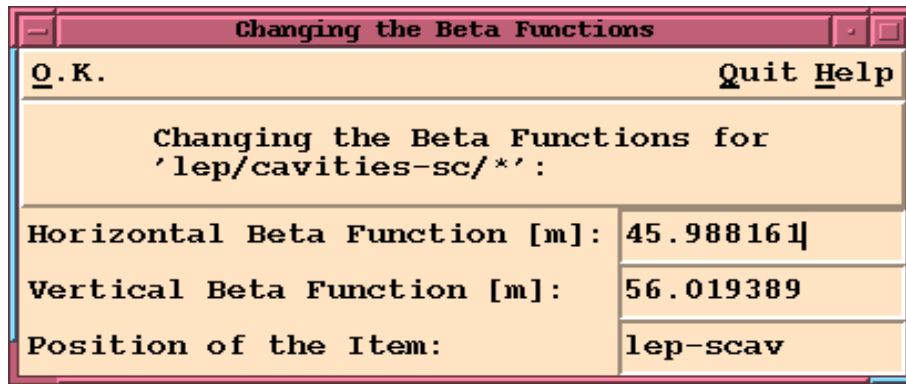 Changing the Beta Functions
O.K. Quit Help
Changing the Beta Functions for
'lep/cavities-sc/*':
Horizontal Beta Function [m]: 45.988161
Vertical Beta Function [m]: 56.019389
Position of the Item: lep-scav